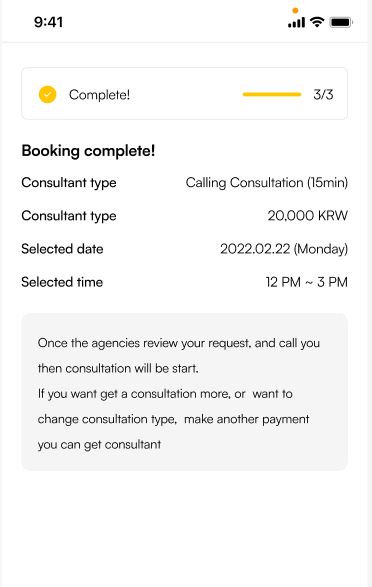 9:41
Complete! 3/3
Booking complete!
Consultant type Calling Consultation (15min)
Consultant type 20,000 KRW
Selected date 2022.02.22 (Monday)
Selected time 12 PM ~ 3 PM
Once the agencies review your request, and call you
then consultation will be start.
If you want get a consultation more, or  want to
change consultation type,  make another payment
you can get consultant